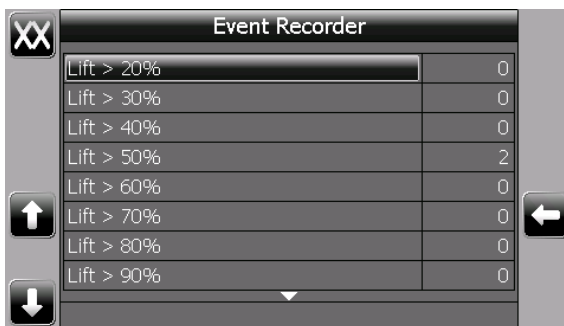 XX
Event Recorder
Lift > 20% 0
Lift > 30% 0
Lift > 40% 0
Lift > 50% 2
Lift > 60% 0
Lift > 70% 0
Lift > 80% 0
Lift > 90% 0